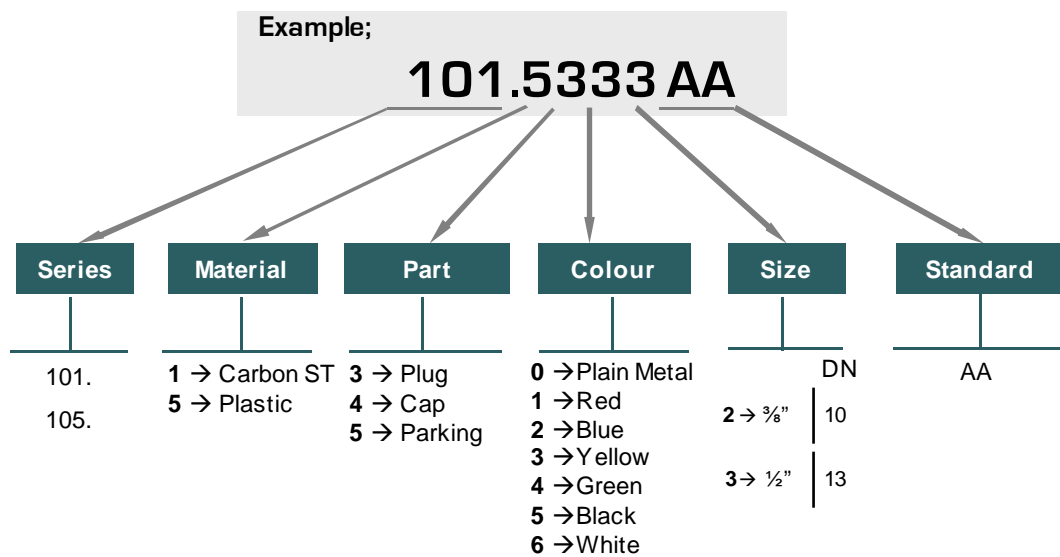 Example;
101.5333 AA
Series
Material
Part
Colour
Size
Standard
101.
105.
1 → Carbon ST
5 → Plastic
3 → Plug
4 → Cap
5 → Parking
0 →Plain Metal
1 →Red
2 →Blue
3 →Yellow
4 →Green
5 →Black
6 →White
DN
2 → ⅜” 10
3 → ½” 13
AA